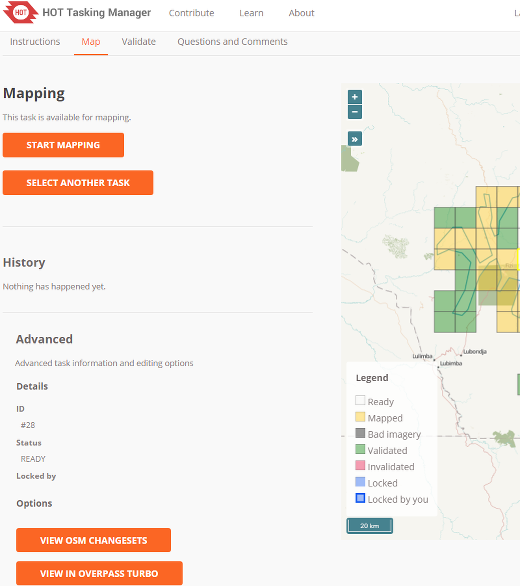 HOT
HOT Tasking Manager
Contribute
Learn
About
Instructions
Map
Validate
Questions and Comments
Mapping
This task is available for mapping.
START MAPPING
SELECT ANOTHER TASK
History
Nothing has happened yet.
Advanced
Advanced task information and editing options
Details
ID
#28
Status
READY
Locked by
Options
VIEW OSM CHANGESETS
VIEW IN OVERPASS TURBO
+
−
»
Lubondja
Lulimba
Lubimba
Legend
Ready
Mapped
Bad imagery
Validated
Invalidated
Locked
Locked by you
20 km